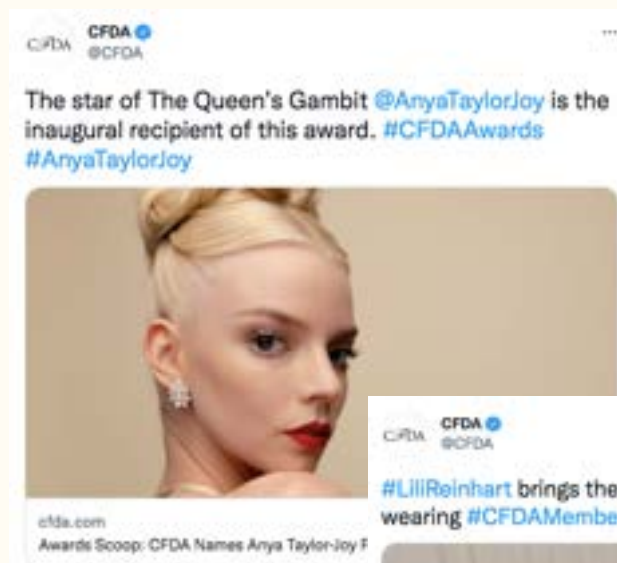 CFDA
CFDA
@CFDA
The star of The Queen's Gambit @AnyaTaylorJoy is the
inaugural recipient of this award. #CFDAAwards
#AnyaTaylorJoy
cfda.com
Awards Scoop: CFDA Names Anya Taylor-Joy F
CFDA
CFDA
@CFDA
#LiliReinhart brings the
wearing #CFDAMembe